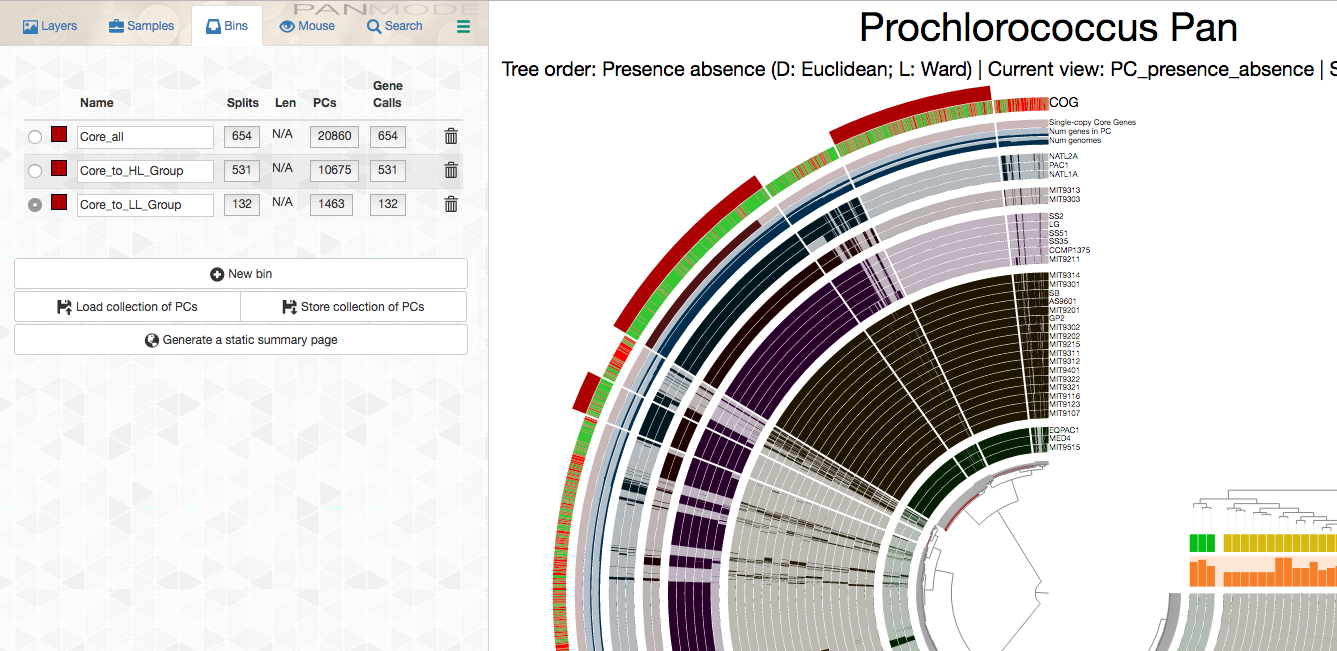 PANMODE
Layers Samples Bins Mouse Search
Name Splits Len PCs Gene Calls
Core_all 654 N/A 20860 654
Core_to_HL_Group 531 N/A 10675 531
Core_to_LL_Group 132 N/A 1463 132
New bin
Load collection of PCs Store collection of PCs
Generate a static summary page
Prochlorococcus Pan
Tree order: Presence absence (D: Euclidean; L: Ward) | Current view: PC_presence_absence | S
COG
Single-copy Core Genes
Num genes in PC
Num genomes
NATL2A
PAC1
NATL1A
MIT9313
MIT9303
SS2
LG
SS51
SS35
CCMP1375
MIT9211
MIT9314
MIT9301
SB
AS9601
MIT9201
GP2
MIT9302
MIT9202
MIT9215
MIT9311
MIT9312
MIT9401
MIT9322
MIT9321
MIT9116
MIT9123
MIT9107
EQPAC1
MED4
MIT9515